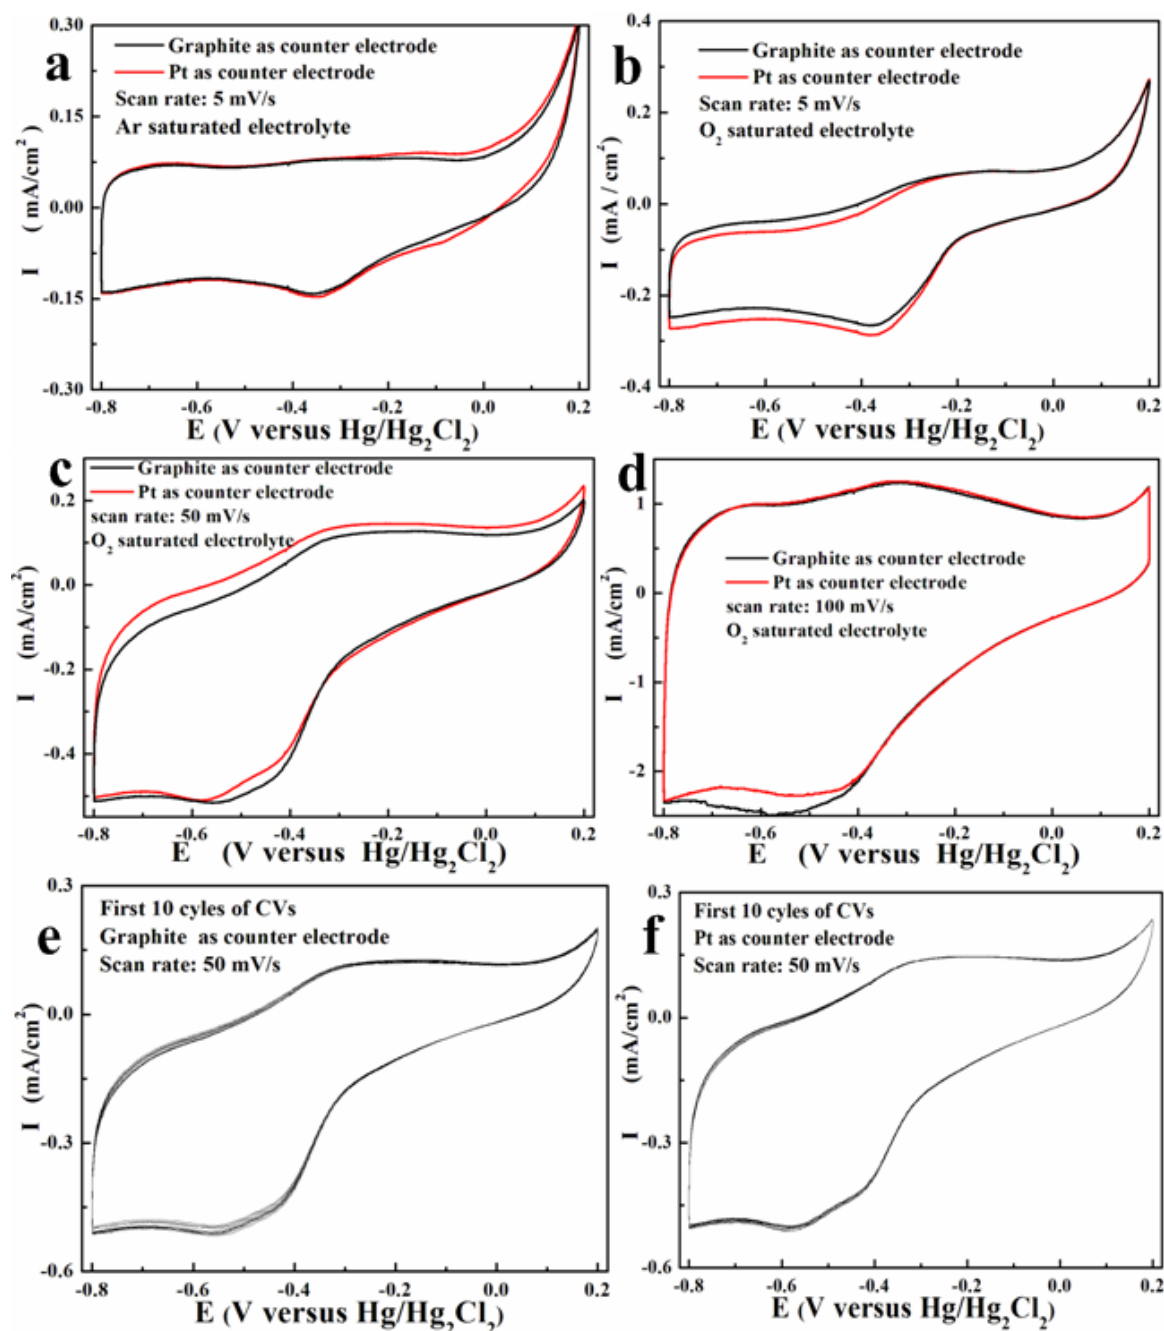 a
Graphite as counter electrode
Pt as counter electrode
Scan rate: 5 mV/s
Ar saturated electrolyte
0.30
0.15
0.00
-0.15
-0.30
I (mA/cm²)
-0.8 -0.6 -0.4 -0.2 0.0 0.2
E (V versus Hg/Hg₂Cl₂)
b
Graphite as counter electrode
Pt as counter electrode
Scan rate: 5 mV/s
O₂ saturated electrolyte
0.4
0.2
0.0
-0.2
-0.4
I (mA / cm²)
-0.8 -0.6 -0.4 -0.2 0.0 0.2
E (V versus Hg/Hg₂Cl₂)
c
Graphite as counter electrode
Pt as counter electrode
scan rate: 50 mV/s
O₂ saturated electrolyte
0.2
0.0
-0.2
-0.4
I (mA/cm²)
-0.8 -0.6 -0.4 -0.2 0.0 0.2
E (V versus Hg/Hg₂Cl₂)
d
Graphite as counter electrode
Pt as counter electrode
scan rate: 100 mV/s
O₂ saturated electrolyte
1
0
-1
-2
I (mA/cm²)
-0.8 -0.6 -0.4 -0.2 0.0 0.2
E (V versus Hg/Hg₂Cl₂)
e
First 10 cyles of CVs
Graphite as counter electrode
Scan rate: 50 mV/s
0.3
0.0
-0.3
-0.6
I (mA/cm²)
-0.8 -0.6 -0.4 -0.2 0.0 0.2
E (V versus Hg/Hg₂Cl₂)
f
First 10 cyles of CVs
Pt as counter electrode
Scan rate: 50 mV/s
0.3
0.0
-0.3
-0.6
I (mA/cm²)
-0.8 -0.6 -0.4 -0.2 0.0 0.2
E (V versus Hg/Hg₂Cl₂)